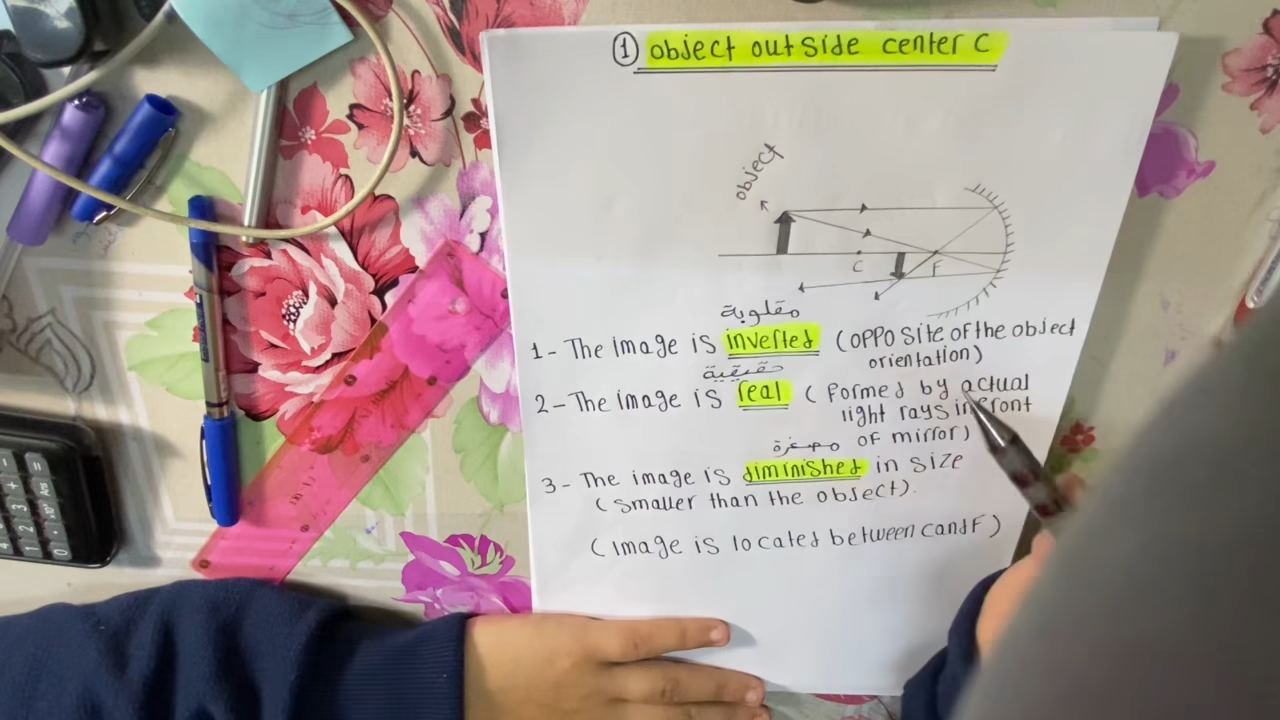 1 object outside center C
object
C
F
مقلوبة
1- The image is inverted (opposite of the object
orientation)
حقيقية
2- The image is real (formed by actual
light rays in front
of mirror)
مصغرة
3- The image is diminished in size
(smaller than the object).
(image is located between c and F)